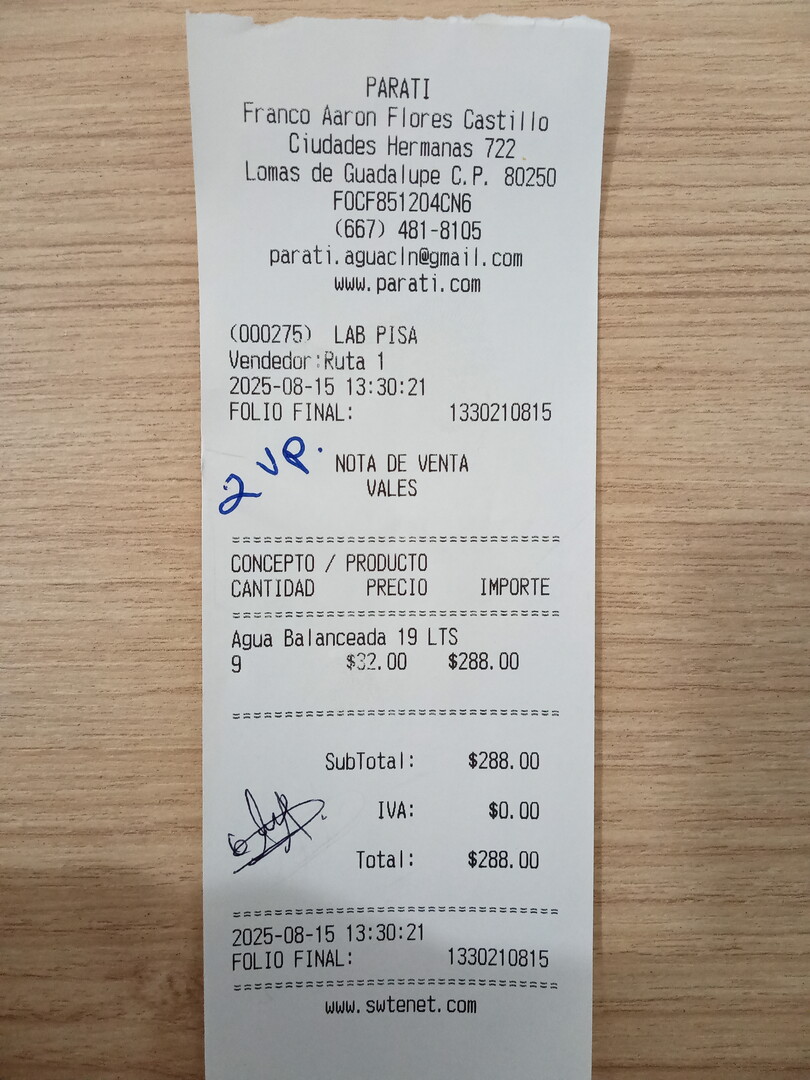 PARATI
Franco Aaron Flores Castillo
Ciudades Hermanas 722
Lomas de Guadalupe C.P. 80250
FOCF851204CN6
(667) 481-8105
parati.aguacln@gmail.com
www.parati.com
(000275) LAB PISA
Vendedor:Ruta 1
2025-08-15 13:30:21
FOLIO FINAL: 1330210815
2 VP.
NOTA DE VENTA
VALES
==============================
CONCEPTO / PRODUCTO
CANTIDAD PRECIO IMPORTE
==============================
Agua Balanceada 19 LTS
9 $32.00 $288.00
==============================
SubTotal: $288.00
IVA: $0.00
Total: $288.00
==============================
2025-08-15 13:30:21
FOLIO FINAL: 1330210815
==============================
www.swtenet.com